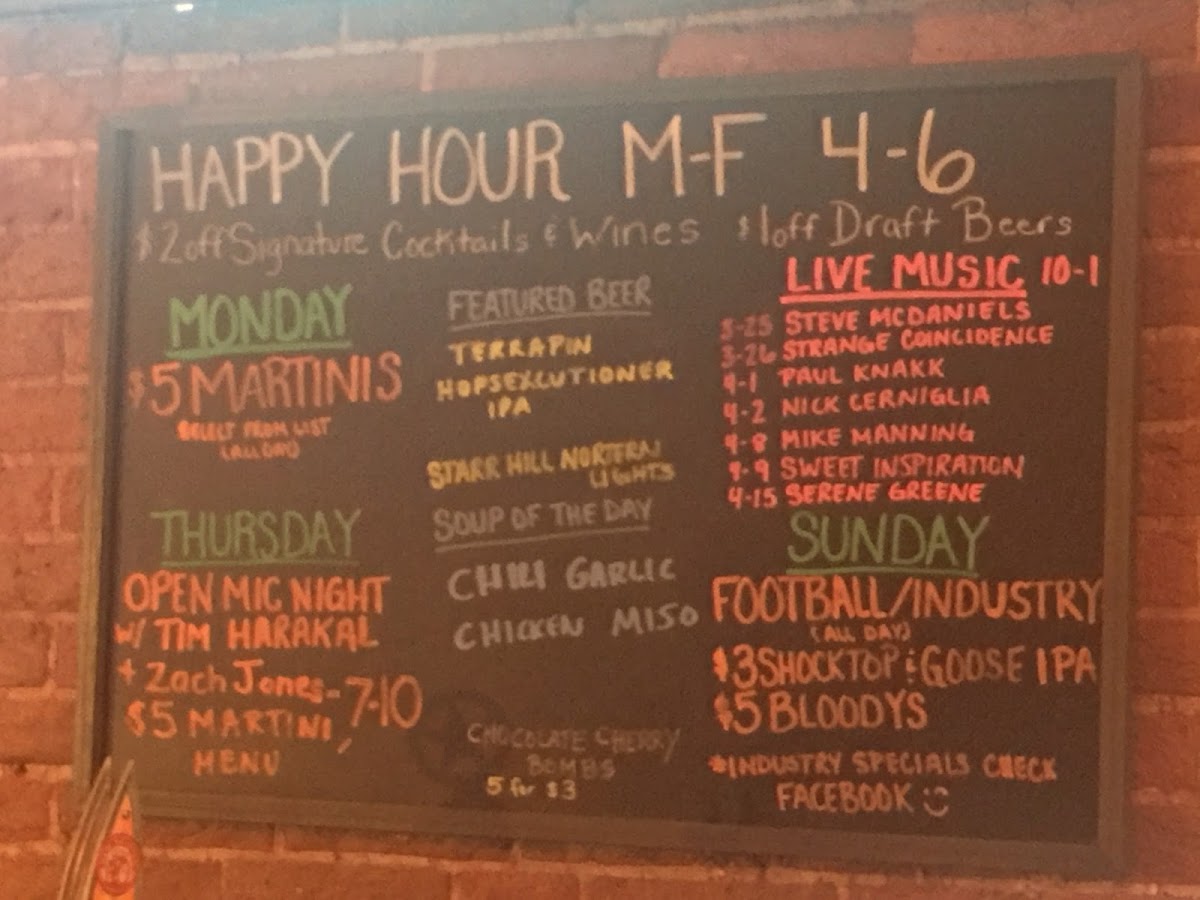 HAPPY HOUR M-F 4-6
$2 off Signature Cocktails & Wines $1 off Draft Beers
MONDAY
$5 MARTINIS
SELECT FROM LIST
(ALL DAY)
THURSDAY
OPEN MIC NIGHT
W/ TIM HARAKAL
+ Zach Jones - 7-10
$5 MARTINI
MENU
FEATURED BEER
TERRAPIN
HOPSEXCUTIONER
IPA
STARR HILL NORTERN
LIGHTS
SOUP OF THE DAY
CHILI GARLIC
CHICKEN MISO
CHOCOLATE CHERRY
BOMBS
5 for $3
LIVE MUSIC 10-1
3-25 STEVE MCDANIELS
3-26 STRANGE COINCIDENCE
4-1 PAUL KNAKK
4-2 NICK CERNIGLIA
4-8 MIKE MANNING
4-9 SWEET INSPIRATION
4-15 SERENE GREENE
SUNDAY
FOOTBALL/INDUSTRY
(ALL DAY)
$3 SHOCKTOP & GOOSE IPA
$5 BLOODYS
*INDUSTRY SPECIALS CHECK
FACEBOOK